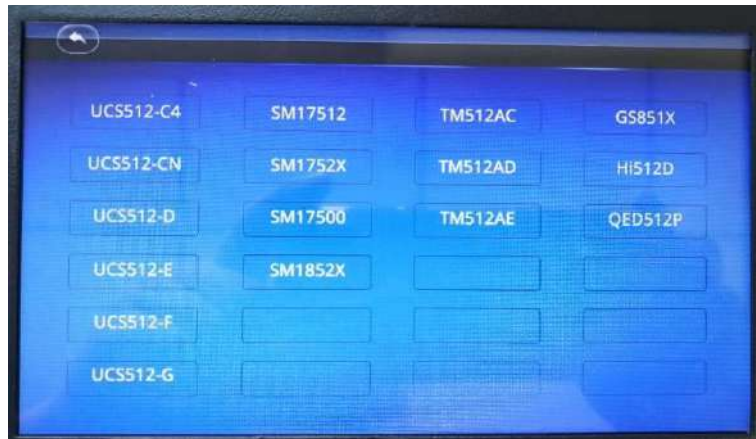 UCS512-C4 SM17512 TM512AC GS851X
UCS512-CN SM1752X TM512AD Hi512D
UCS512-D SM17500 TM512AE QED512P
UCS512-E SM1852X
UCS512-F
UCS512-G